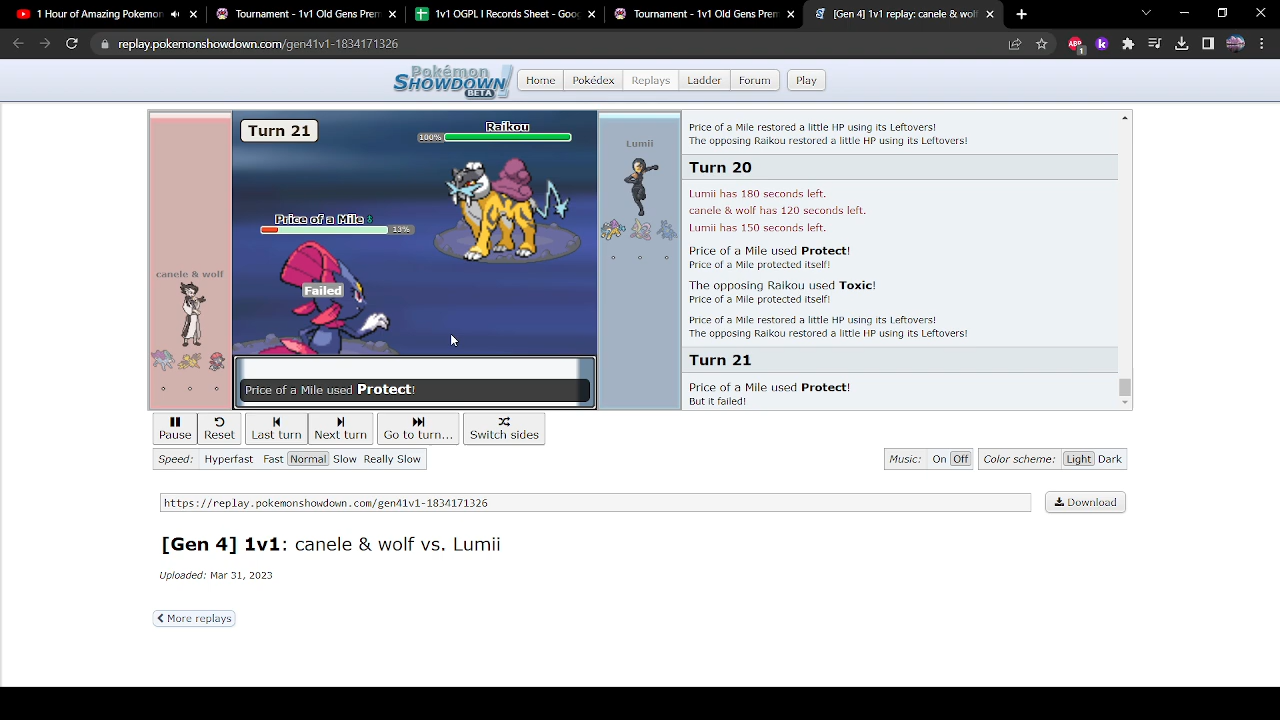 1 Hour of Amazing Pokemon
Tournament - 1v1 Old Gens Prem
1v1 OGPL I Records Sheet - Goog
Tournament - 1v1 Old Gens Prem
[Gen 4] 1v1 replay: canele & wolf
replay.pokemonshowdown.com/gen41v1-1834171326
ABP
1
k
Pokémon
SHOWDOWN!
BETA
Home
Pokédex
Replays
Ladder
Forum
Play
Turn 21
Raikou
100%
Price of a Mile
13%
Failed
Price of a Mile used Protect!
canele & wolf
Lumii
Price of a Mile restored a little HP using its Leftovers!
The opposing Raikou restored a little HP using its Leftovers!
Turn 20
Lumii has 180 seconds left.
canele & wolf has 120 seconds left.
Lumii has 150 seconds left.
Price of a Mile used Protect!
Price of a Mile protected itself!
The opposing Raikou used Toxic!
Price of a Mile protected itself!
Price of a Mile restored a little HP using its Leftovers!
The opposing Raikou restored a little HP using its Leftovers!
Turn 21
Price of a Mile used Protect!
But it failed!
Pause
Reset
Last turn
Next turn
Go to turn...
Switch sides
Speed: Hyperfast Fast Normal Slow Really Slow
Music: On Off
Color scheme: Light Dark
https://replay.pokemonshowdown.com/gen41v1-1834171326
Download
[Gen 4] 1v1: canele & wolf vs. Lumii
Uploaded: Mar 31, 2023
More replays